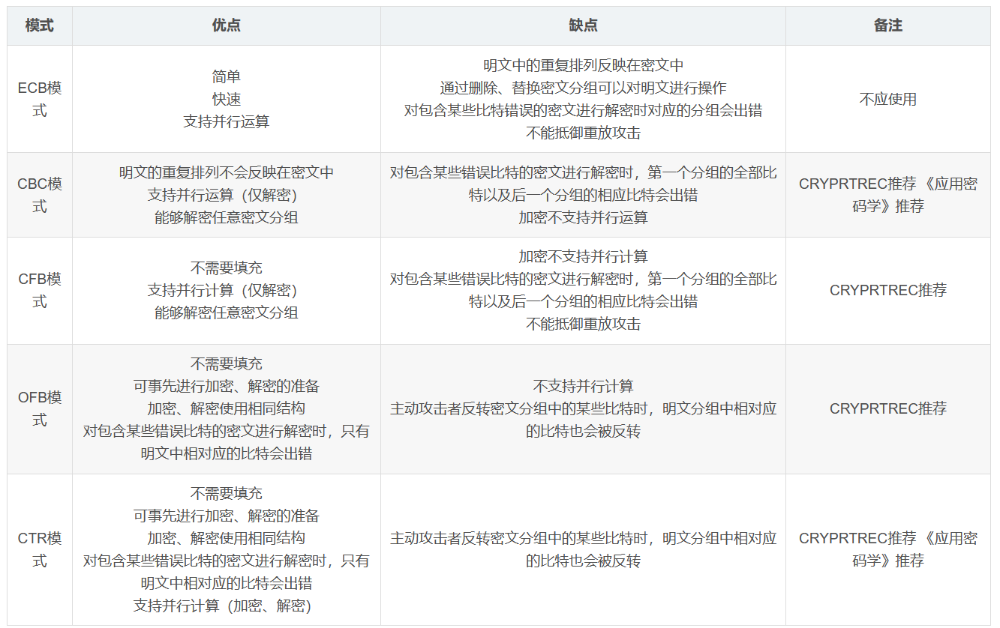 模式 优点 缺点 备注
ECB模
式
简单
快速
支持并行运算
明文中的重复排列反映在密文中
通过删除、替换密文分组可以对明文进行操作
对包含某些比特错误的密文进行解密时对应的分组会出错
不能抵御重放攻击
不应使用
CBC模
式
明文的重复排列不会反映在密文中
支持并行运算（仅解密）
能够解密任意密文分组
对包含某些错误比特的密文进行解密时，第一个分组的全部比
特以及后一个分组的相应比特会出错
加密不支持并行运算
CRYPRTREC推荐 《应用密
码学》推荐
CFB模
式
不需要填充
支持并行计算（仅解密）
能够解密任意密文分组
加密不支持并行计算
对包含某些错误比特的密文进行解密时，第一个分组的全部比
特以及后一个分组的相应比特会出错
不能抵御重放攻击
CRYPRTREC推荐
OFB模
式
不需要填充
可事先进行加密、解密的准备
加密、解密使用相同结构
对包含某些错误比特的密文进行解密时，只有
明文中相对应的比特会出错
不支持并行计算
主动攻击者反转密文分组中的某些比特时，明文分组中相对应
的比特也会被反转
CRYPRTREC推荐
CTR模
式
不需要填充
可事先进行加密、解密的准备
加密、解密使用相同结构
对包含某些错误比特的密文进行解密时，只有
明文中相对应的比特会出错
支持并行计算（加密、解密）
主动攻击者反转密文分组中的某些比特时，明文分组中相对应
的比特也会被反转
CRYPRTREC推荐 《应用密
码学》推荐